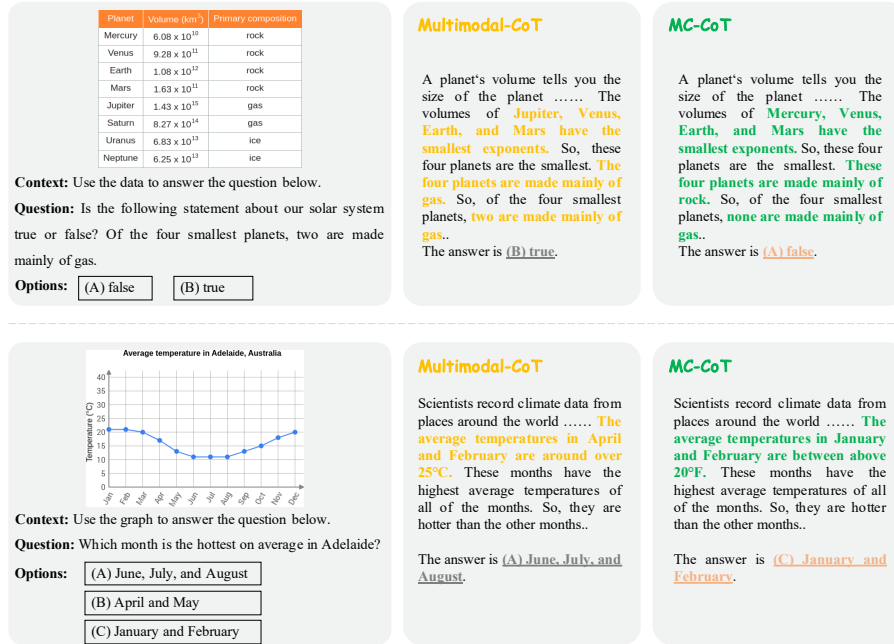 Planet Volume (km³) Primary composition
Mercury 6.08 x 10¹⁰ rock
Venus 9.28 x 10¹¹ rock
Earth 1.08 x 10¹² rock
Mars 1.63 x 10¹¹ rock
Jupiter 1.43 x 10¹⁵ gas
Saturn 8.27 x 10¹⁴ gas
Uranus 6.83 x 10¹³ ice
Neptune 6.25 x 10¹³ ice
Context: Use the data to answer the question below.
Question: Is the following statement about our solar system
true or false? Of the four smallest planets, two are made
mainly of gas.
Options: (A) false (B) true
Multimodal-CoT
A planet‘s volume tells you the
size of the planet …… The
volumes of Jupiter, Venus,
Earth, and Mars have the
smallest exponents. So, these
four planets are the smallest. The
four planets are made mainly of
gas. So, of the four smallest
planets, two are made mainly of
gas..
The answer is (B) true.
MC-CoT
A planet‘s volume tells you the
size of the planet …… The
volumes of Mercury, Venus,
Earth, and Mars have the
smallest exponents. So, these four
planets are the smallest. These
four planets are made mainly of
rock. So, of the four smallest
planets, none are made mainly of
gas..
The answer is (A) false.
Average temperature in Adelaide, Australia
Temperature (°C)
40
35
30
25
20
15
10
5
0
Jan Feb Mar Apr May Jun Jul Aug Sep Oct Nov Dec
Context: Use the graph to answer the question below.
Question: Which month is the hottest on average in Adelaide?
Options: (A) June, July, and August
(B) April and May
(C) January and February
Multimodal-CoT
Scientists record climate data from
places around the world …… The
average temperatures in April
and February are around over
25°C. These months have the
highest average temperatures of
all of the months. So, they are
hotter than the other months..
The answer is (A) June, July, and
August.
MC-CoT
Scientists record climate data from
places around the world …… The
average temperatures in January
and February are between above
20°F. These months have the
highest average temperatures of all
of the months. So, they are hotter
than the other months..
The answer is (C) January and
February.